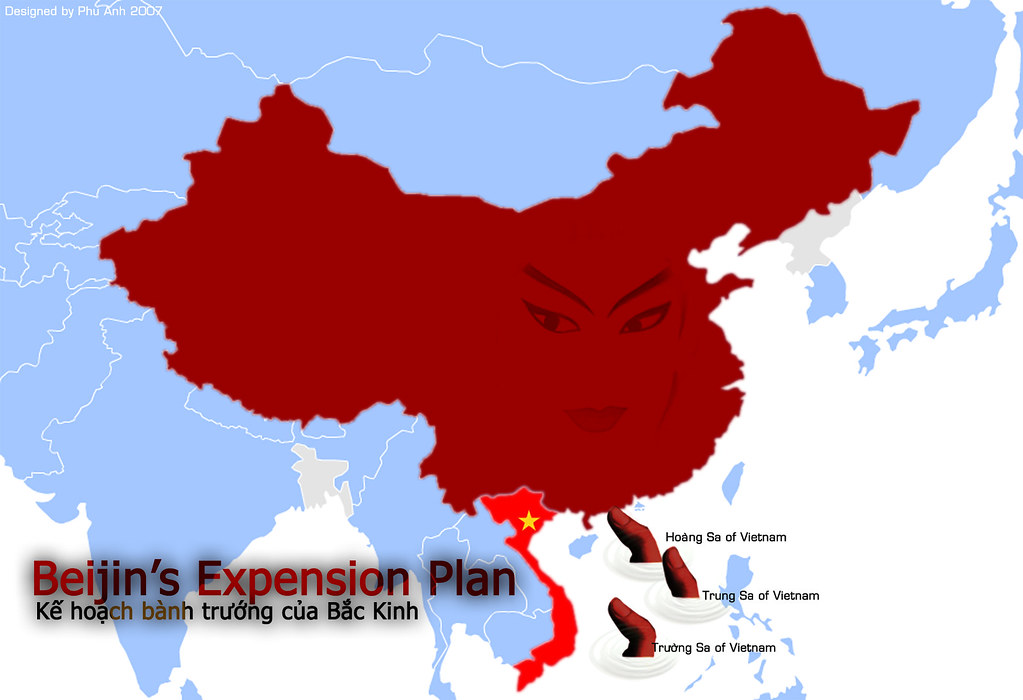 Designed by Phú Anh 2007
Hoàng Sa of Vietnam
Beijin's Expension Plan
Trung Sa of Vietnam
Kế hoạch bành trướng của Bắc Kinh
Trường Sa of Vietnam